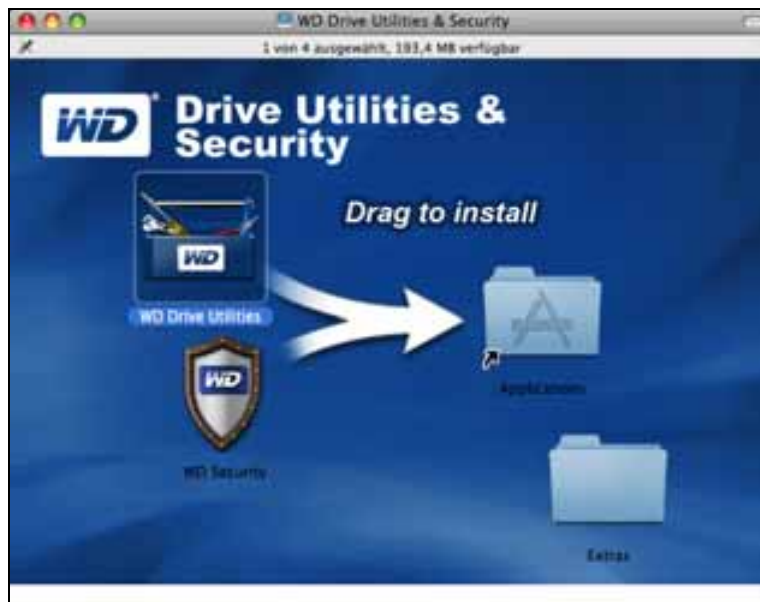 WD Drive Utilities & Security
1 von 4 ausgewählt, 193,4 MB verfügbar
WD
Drive Utilities &
Security
Drag to install
WD
WD Drive Utilities
WD
Applications
WD Security
Extras